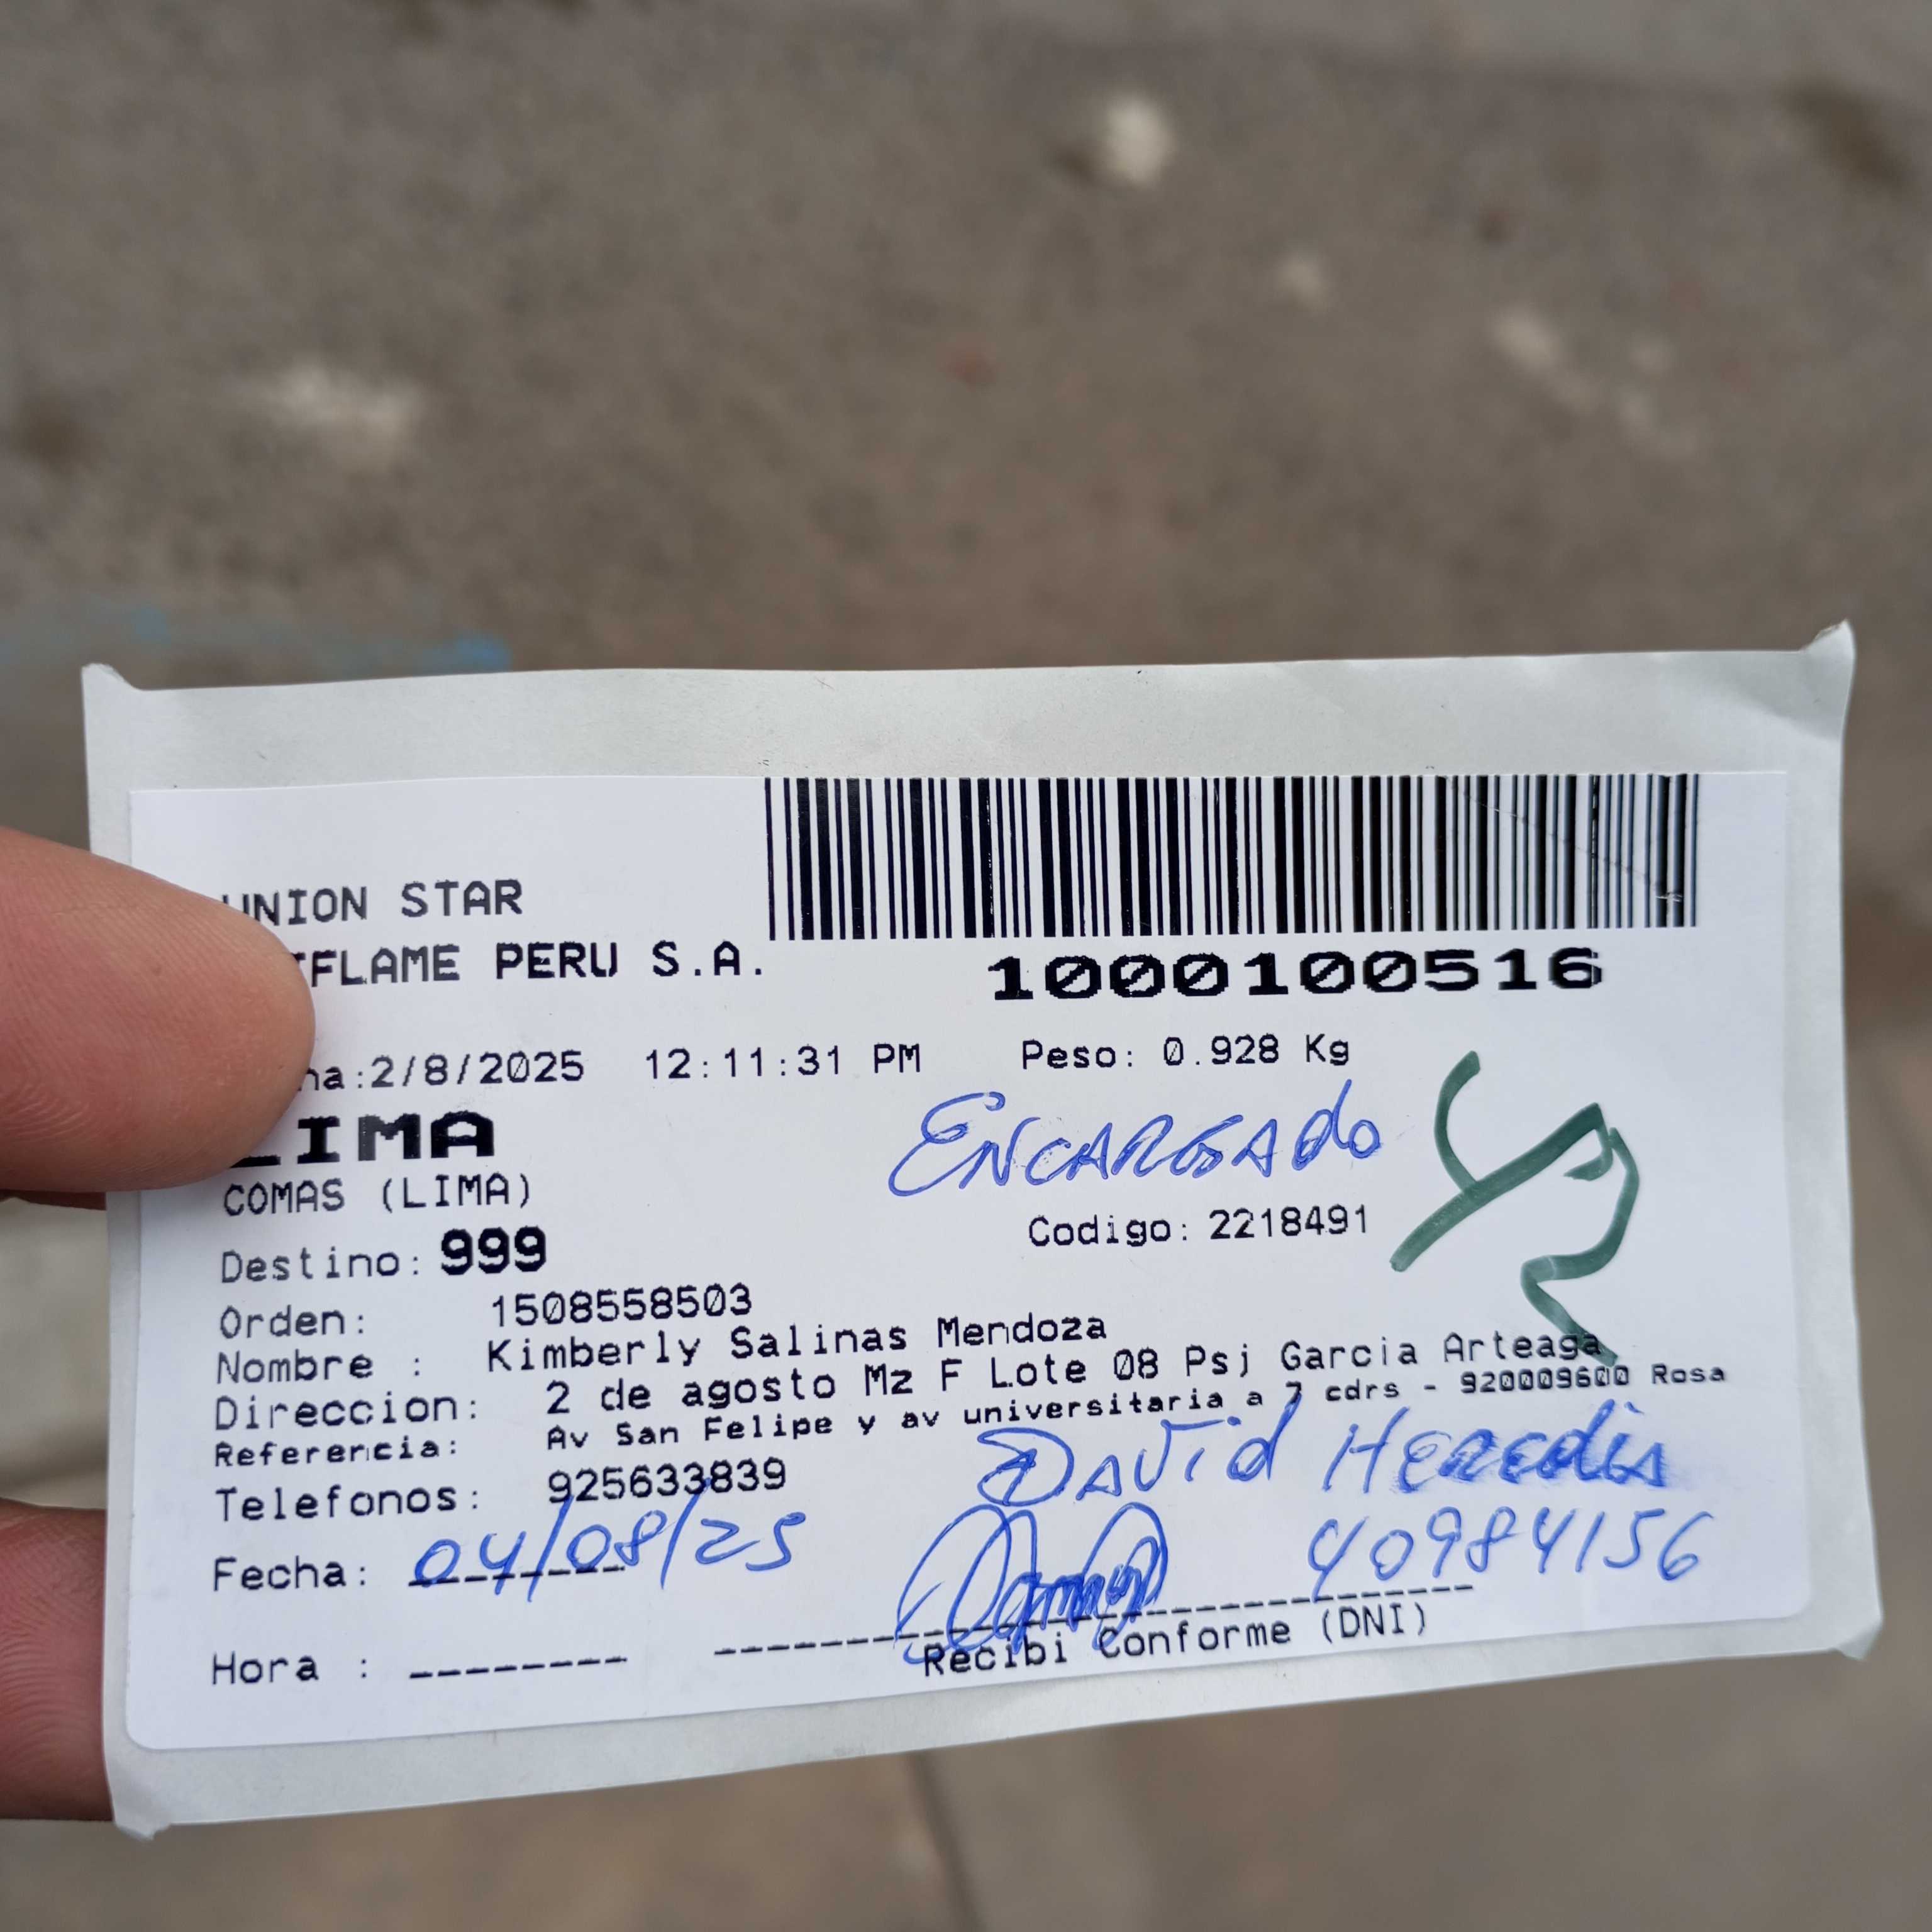 UNION STAR
FLAME PERU S.A.
1000100516
ha:2/8/2025 12:11:31 PM Peso: 0.928 Kg
LIMA
ENCARGADO
COMAS (LIMA)
Codigo: 2218491
Destino: 999
Orden: 1508558503
Nombre : Kimberly Salinas Mendoza
Direccion: 2 de agosto Mz F Lote 08 Psj Garcia Arteaga
Referencia: Av San Felipe y av universitaria a 7 cdrs - 920009600 Rosa
Telefonos: 925633839
DAVid HEREdiA
Fecha: 04/08/25
40984156
Hora :
Recibi Conforme (DNI)